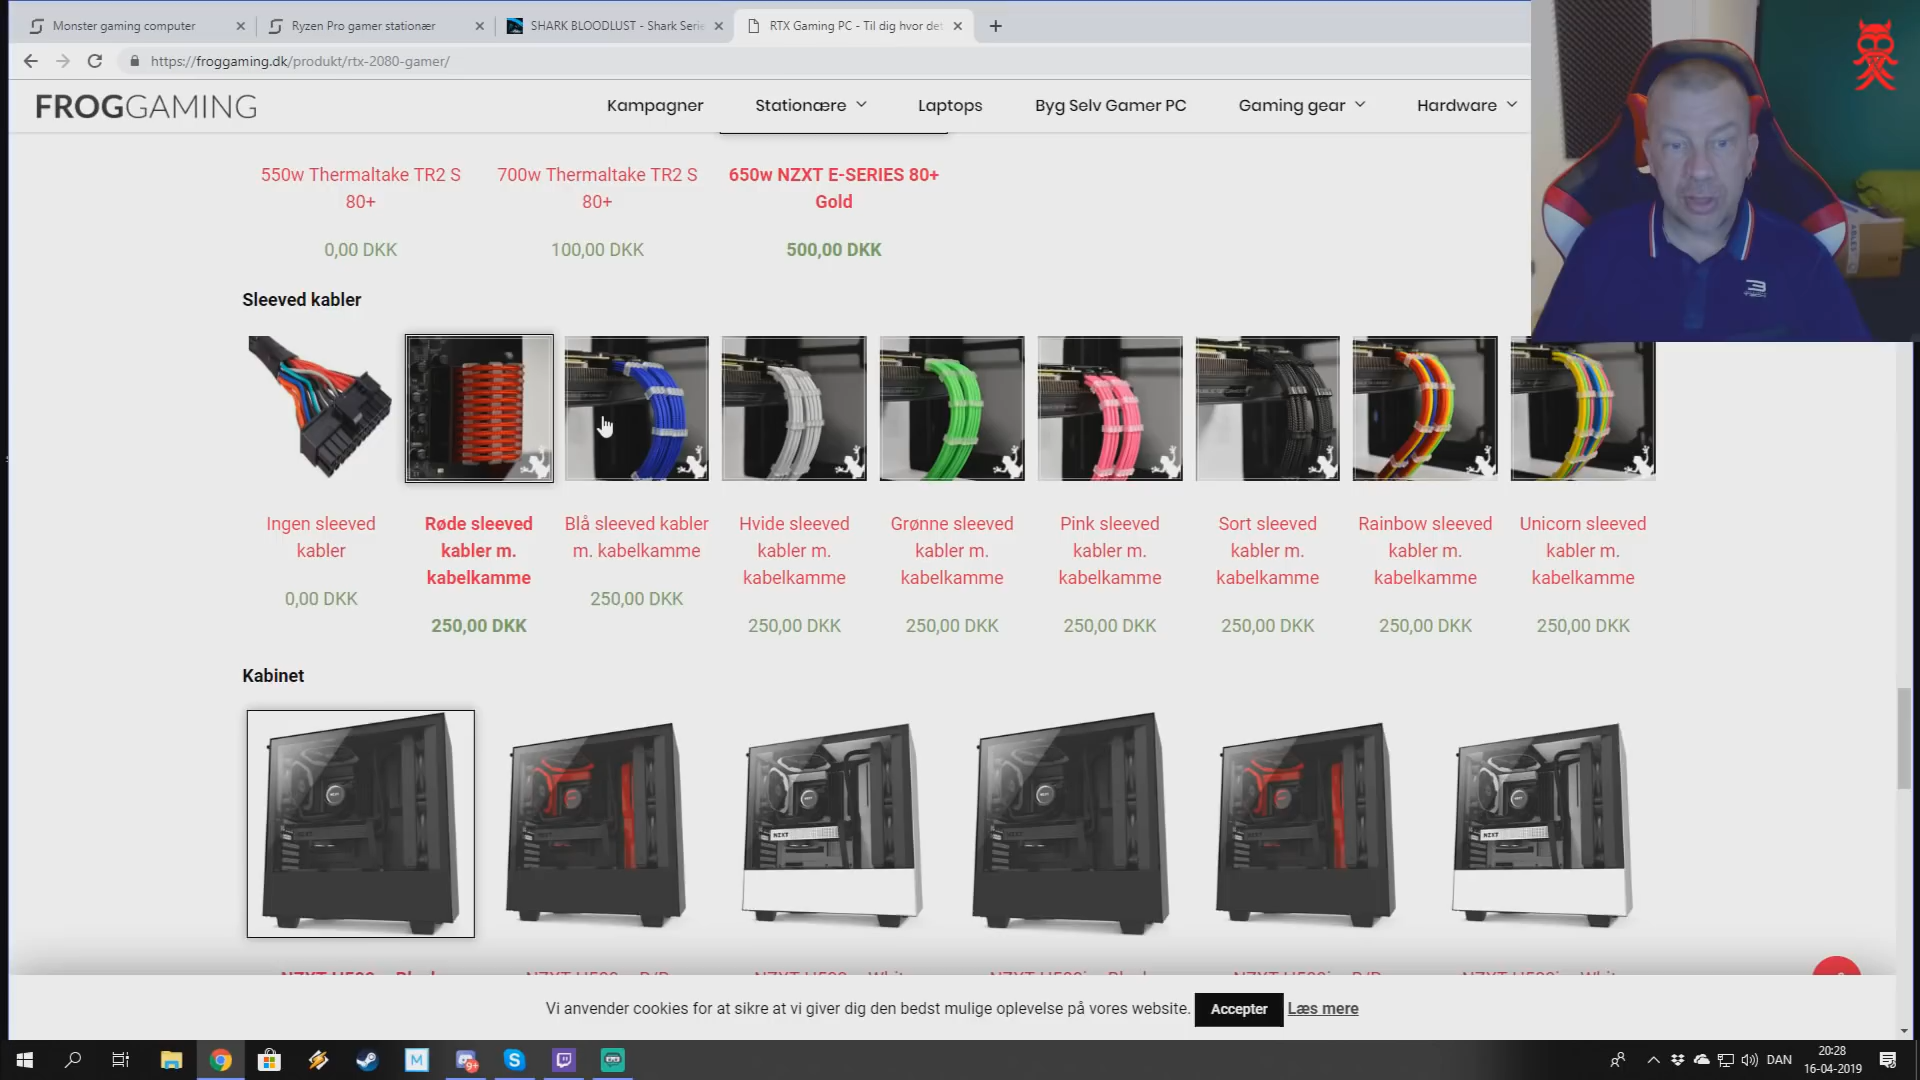 Monster gaming computer
Ryzen Pro gamer stationær
SHARK BLOODLUST - Shark Serie
RTX Gaming PC - Til dig hvor det
https://froggaming.dk/produkt/rtx-2080-gamer/
FROGGAMING
Kampagner
Stationære
Laptops
Byg Selv Gamer PC
Gaming gear
Hardware
550w Thermaltake TR2 S
80+
0,00 DKK
700w Thermaltake TR2 S
80+
100,00 DKK
650w NZXT E-SERIES 80+
Gold
500,00 DKK
Sleeved kabler
Ingen sleeved
kabler
0,00 DKK
Røde sleeved
kabler m.
kabelkamme
250,00 DKK
Blå sleeved kabler
m. kabelkamme
250,00 DKK
Hvide sleeved
kabler m.
kabelkamme
250,00 DKK
Grønne sleeved
kabler m.
kabelkamme
250,00 DKK
Pink sleeved
kabler m.
kabelkamme
250,00 DKK
Sort sleeved
kabler m.
kabelkamme
250,00 DKK
Rainbow sleeved
kabler m.
kabelkamme
250,00 DKK
Unicorn sleeved
kabler m.
kabelkamme
250,00 DKK
Kabinet
Vi anvender cookies for at sikre at vi giver dig den bedst mulige oplevelse på vores website.
Accepter
Læs mere
DAN
20:28
16-04-2019